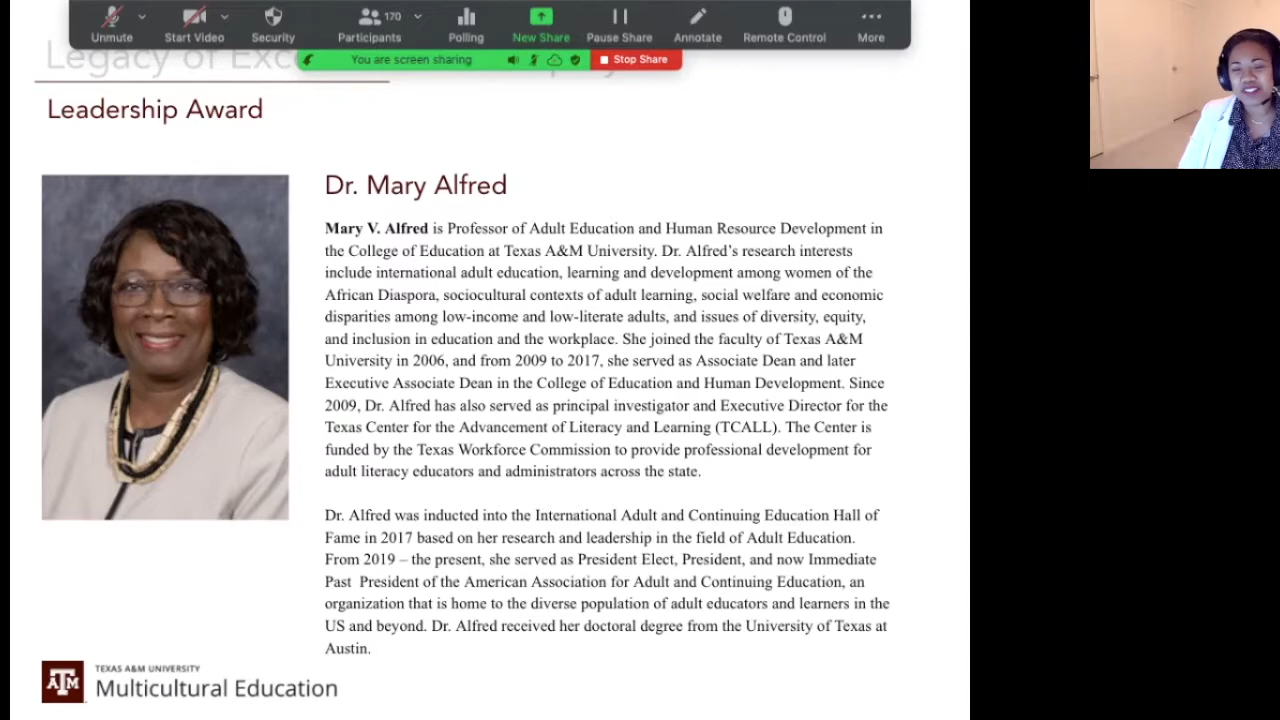 170
Unmute Start Video Security Participants Polling New Share Pause Share Annotate Remote Control More
Legacy of
You are screen sharing Stop Share
Leadership Award
Dr. Mary Alfred
Mary V. Alfred is Professor of Adult Education and Human Resource Development in
the College of Education at Texas A&M University. Dr. Alfred's research interests
include international adult education, learning and development among women of the
African Diaspora, sociocultural contexts of adult learning, social welfare and economic
disparities among low-income and low-literate adults, and issues of diversity, equity,
and inclusion in education and the workplace. She joined the faculty of Texas A&M
University in 2006, and from 2009 to 2017, she served as Associate Dean and later
Executive Associate Dean in the College of Education and Human Development. Since
2009, Dr. Alfred has also served as principal investigator and Executive Director for the
Texas Center for the Advancement of Literacy and Learning (TCALL). The Center is
funded by the Texas Workforce Commission to provide professional development for
adult literacy educators and administrators across the state.
Dr. Alfred was inducted into the International Adult and Continuing Education Hall of
Fame in 2017 based on her research and leadership in the field of Adult Education.
From 2019 – the present, she served as President Elect, President, and now Immediate
Past President of the American Association for Adult and Continuing Education, an
organization that is home to the diverse population of adult educators and learners in the
US and beyond. Dr. Alfred received her doctoral degree from the University of Texas at
Austin.
TEXAS A&M UNIVERSITY
ATM Multicultural Education